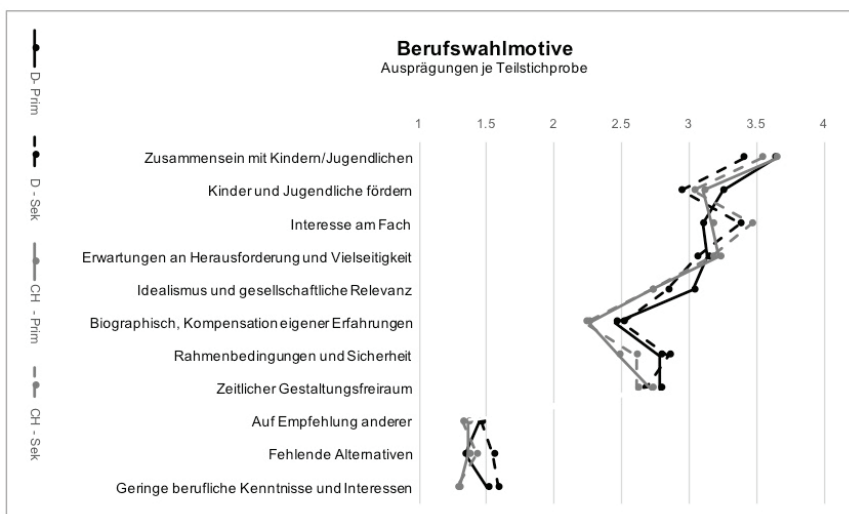 Berufswahlmotive
Ausprägungen je Teilstichprobe
1 1.5 2 2.5 3 3.5 4
Zusammensein mit Kindern/Jugendlichen
Kinder und Jugendliche fördern
Interesse am Fach
Erwartungen an Herausforderung und Vielseitigkeit
Idealismus und gesellschaftliche Relevanz
Biographisch, Kompensation eigener Erfahrungen
Rahmenbedingungen und Sicherheit
Zeitlicher Gestaltungsfreiraum
Auf Empfehlung anderer
Fehlende Alternativen
Geringe berufliche Kenntnisse und Interessen
D- Prim
D - Sek
CH - Prim
CH - Sek